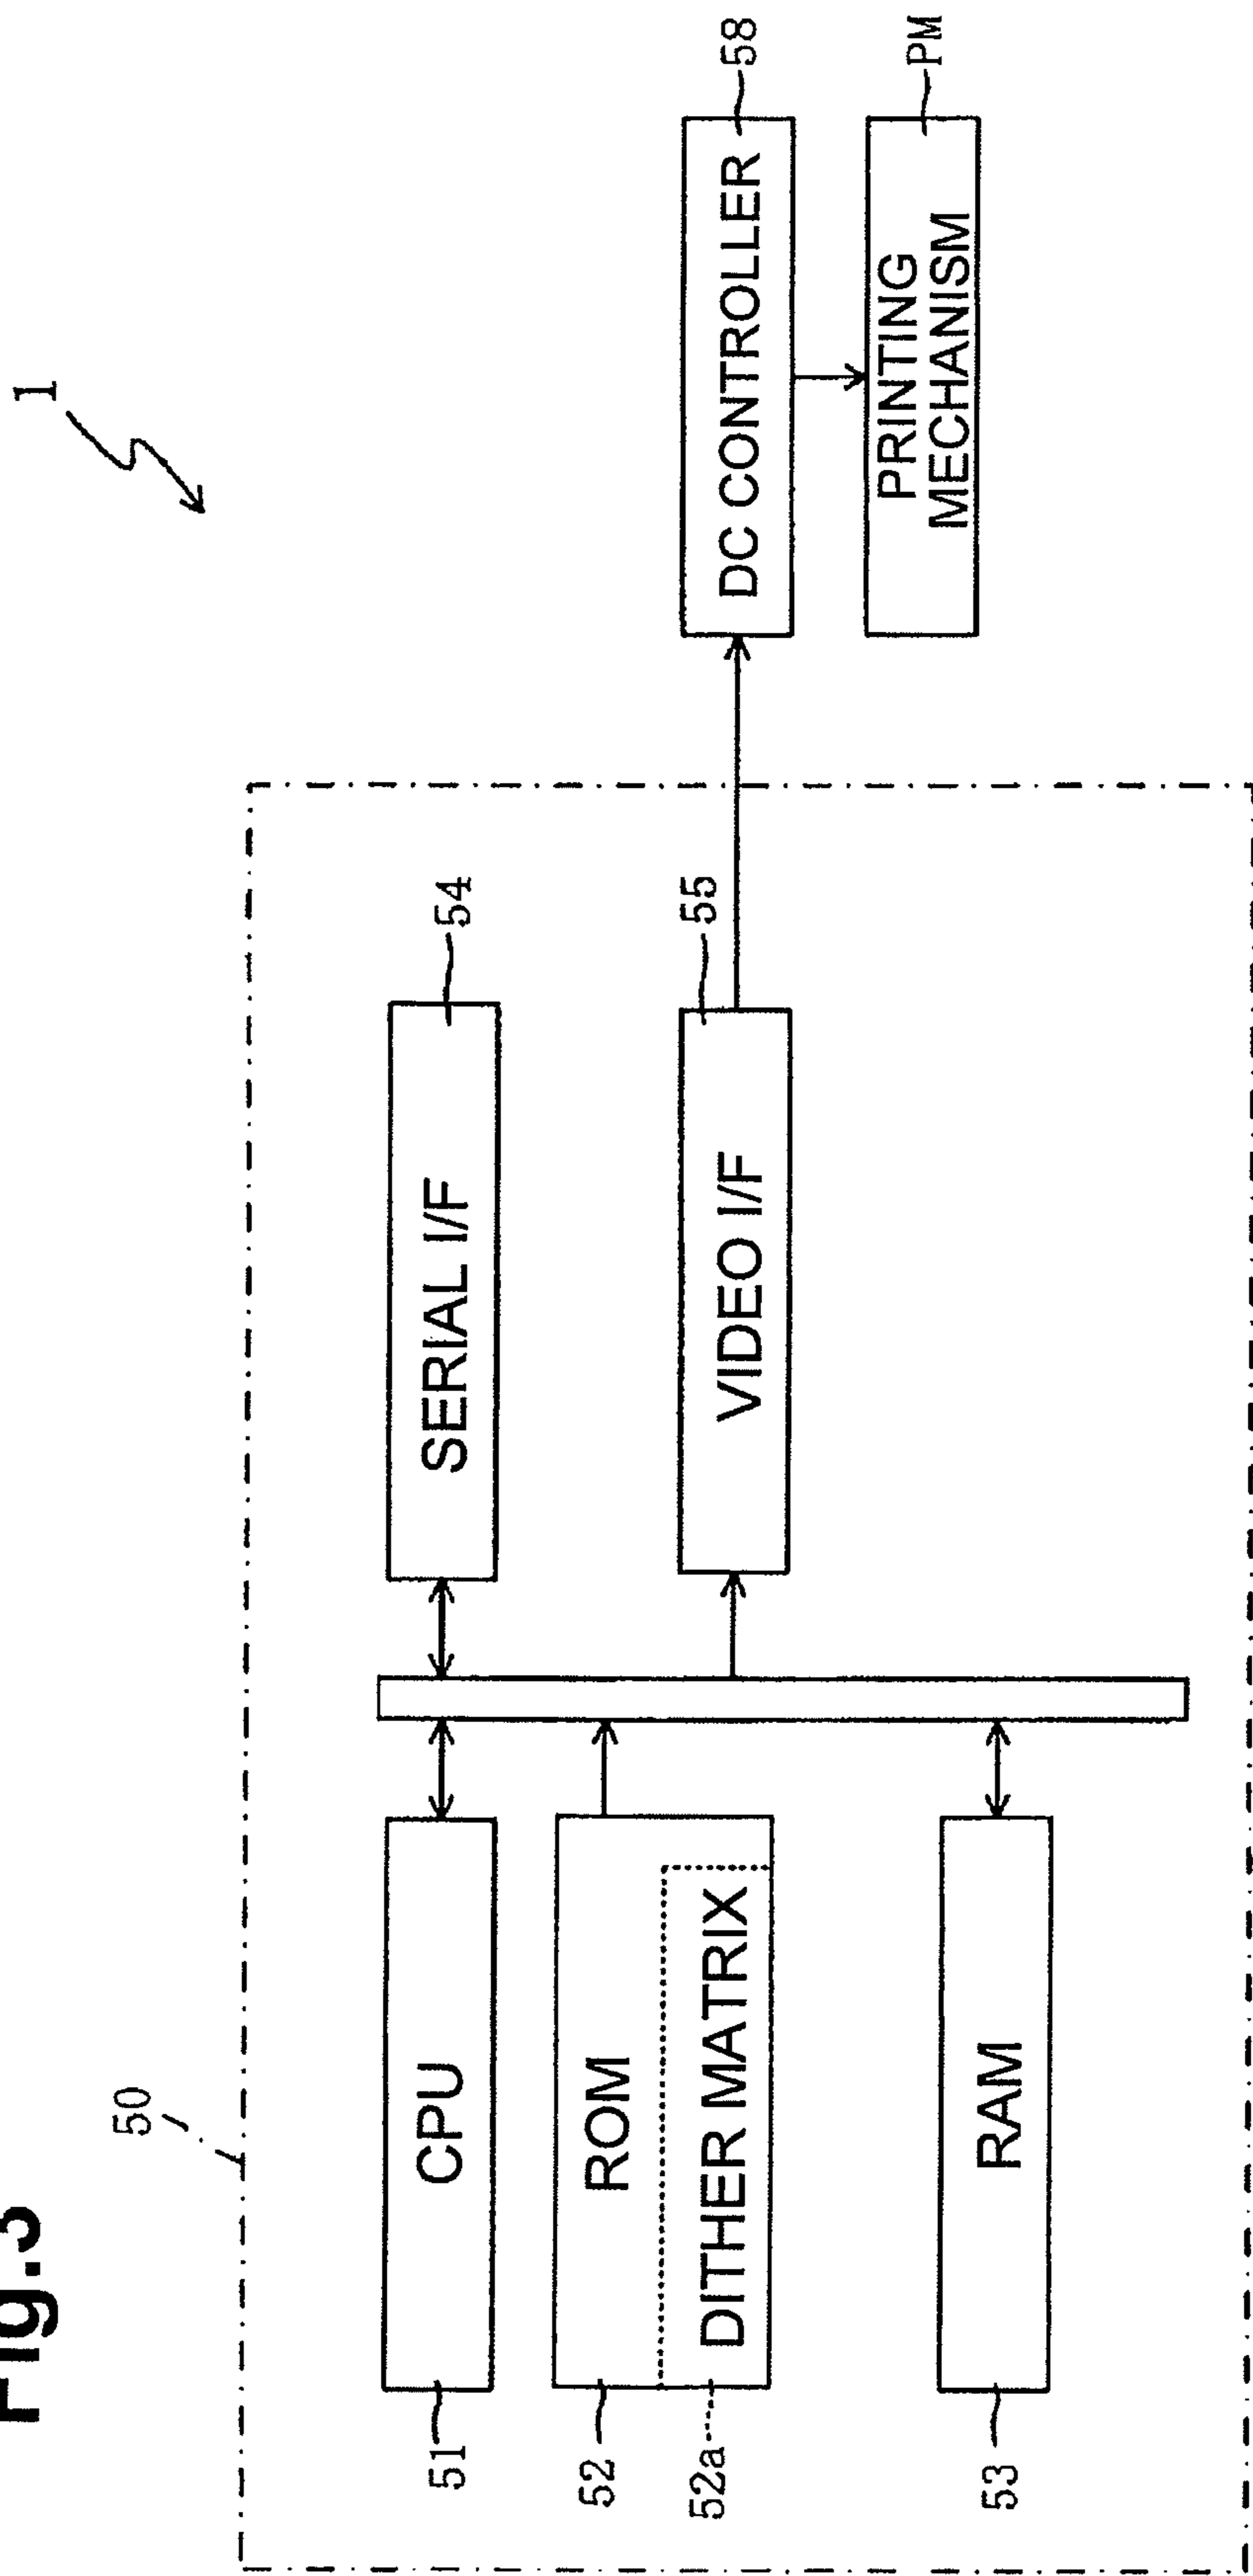 Fig.3
1
50
51
CPU
SERIAL I/F
54
52
ROM
52a
DITHER MATRIX
VIDEO I/F
55
DC CONTROLLER
58
PRINTING
MECHANISM
PM
53
RAM